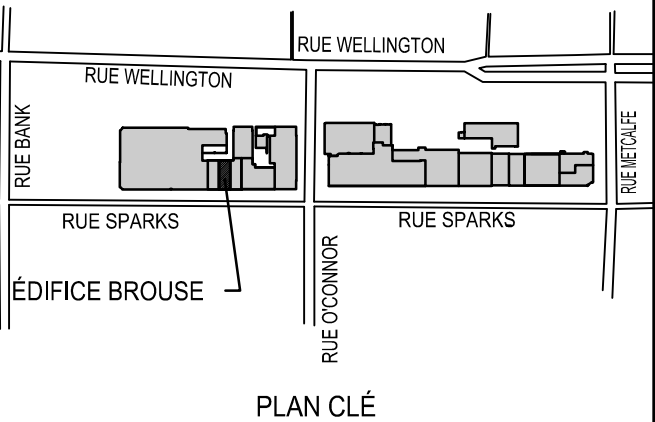 RUE WELLINGTON
RUE WELLINGTON
RUE BANK
RUE METCALFE
RUE SPARKS
RUE SPARKS
ÉDIFICE BROUSE
RUE O'CONNOR
PLAN CLÉ